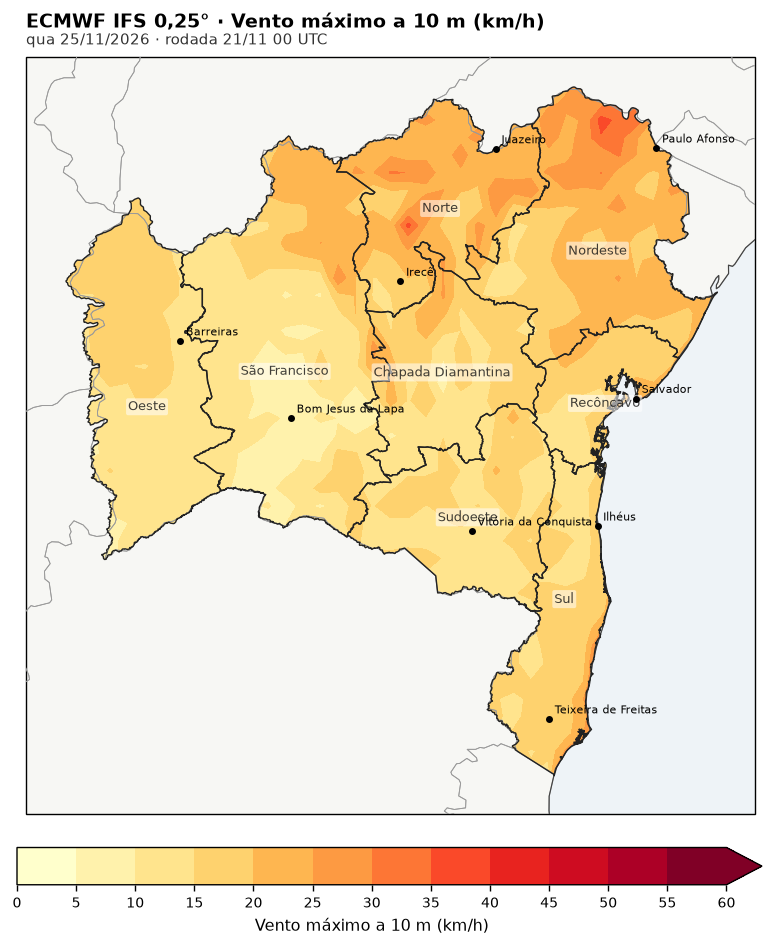 ECMWF IFS 0,25° · Vento máximo a 10 m (km/h)
qua 25/11/2026 · rodada 21/11 00 UTC
Juazeiro
Paulo Afonso
Norte
Nordeste
Irecê
Barreiras
São Francisco
Chapada Diamantina
Salvador
Oeste
Bom Jesus da Lapa
Recôncavo
Sudoeste
Vitória da Conquista
Ilhéus
Sul
Teixeira de Freitas
0 5 10 15 20 25 30 35 40 45 50 55 60
Vento máximo a 10 m (km/h)